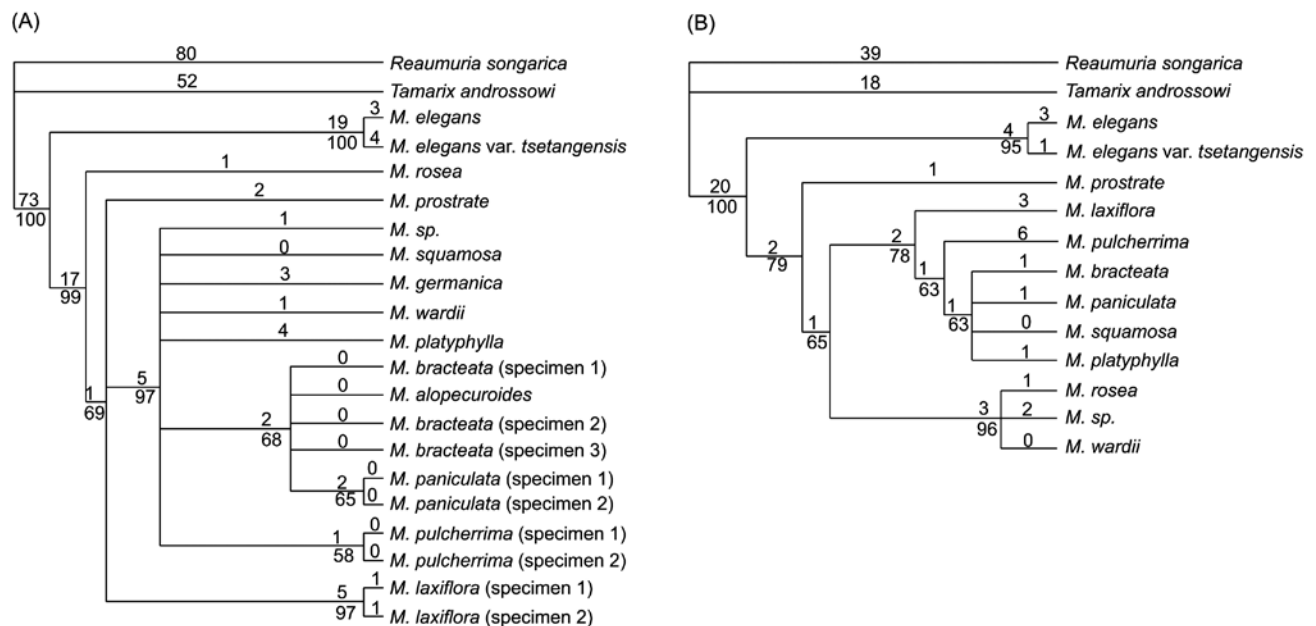 (A)
80
Reaumuria songarica
52
Tamarix androssowi
3
M. elegans
19
100
4
M. elegans var. tsetangensis
1
M. rosea
73
100
2
M. prostrate
1
M. sp.
0
M. squamosa
17
99
3
M. germanica
1
M. wardii
4
M. platyphylla
0
M. bracteata (specimen 1)
5
97
1
69
0
M. alopecuroides
2
68
0
M. bracteata (specimen 2)
0
M. bracteata (specimen 3)
0
M. paniculata (specimen 1)
2
65
0
M. paniculata (specimen 2)
0
M. pulcherrima (specimen 1)
1
58
0
M. pulcherrima (specimen 2)
1
M. laxiflora (specimen 1)
5
97
1
M. laxiflora (specimen 2)
(B)
39
Reaumuria songarica
18
Tamarix androssowi
3
M. elegans
4
95
1
M. elegans var. tsetangensis
20
100
1
M. prostrate
3
M. laxiflora
2
78
6
M. pulcherrima
2
79
1
63
1
M. bracteata
1
M. paniculata
1
63
0
M. squamosa
1
65
1
M. platyphylla
1
M. rosea
3
96
2
M. sp.
0
M. wardii